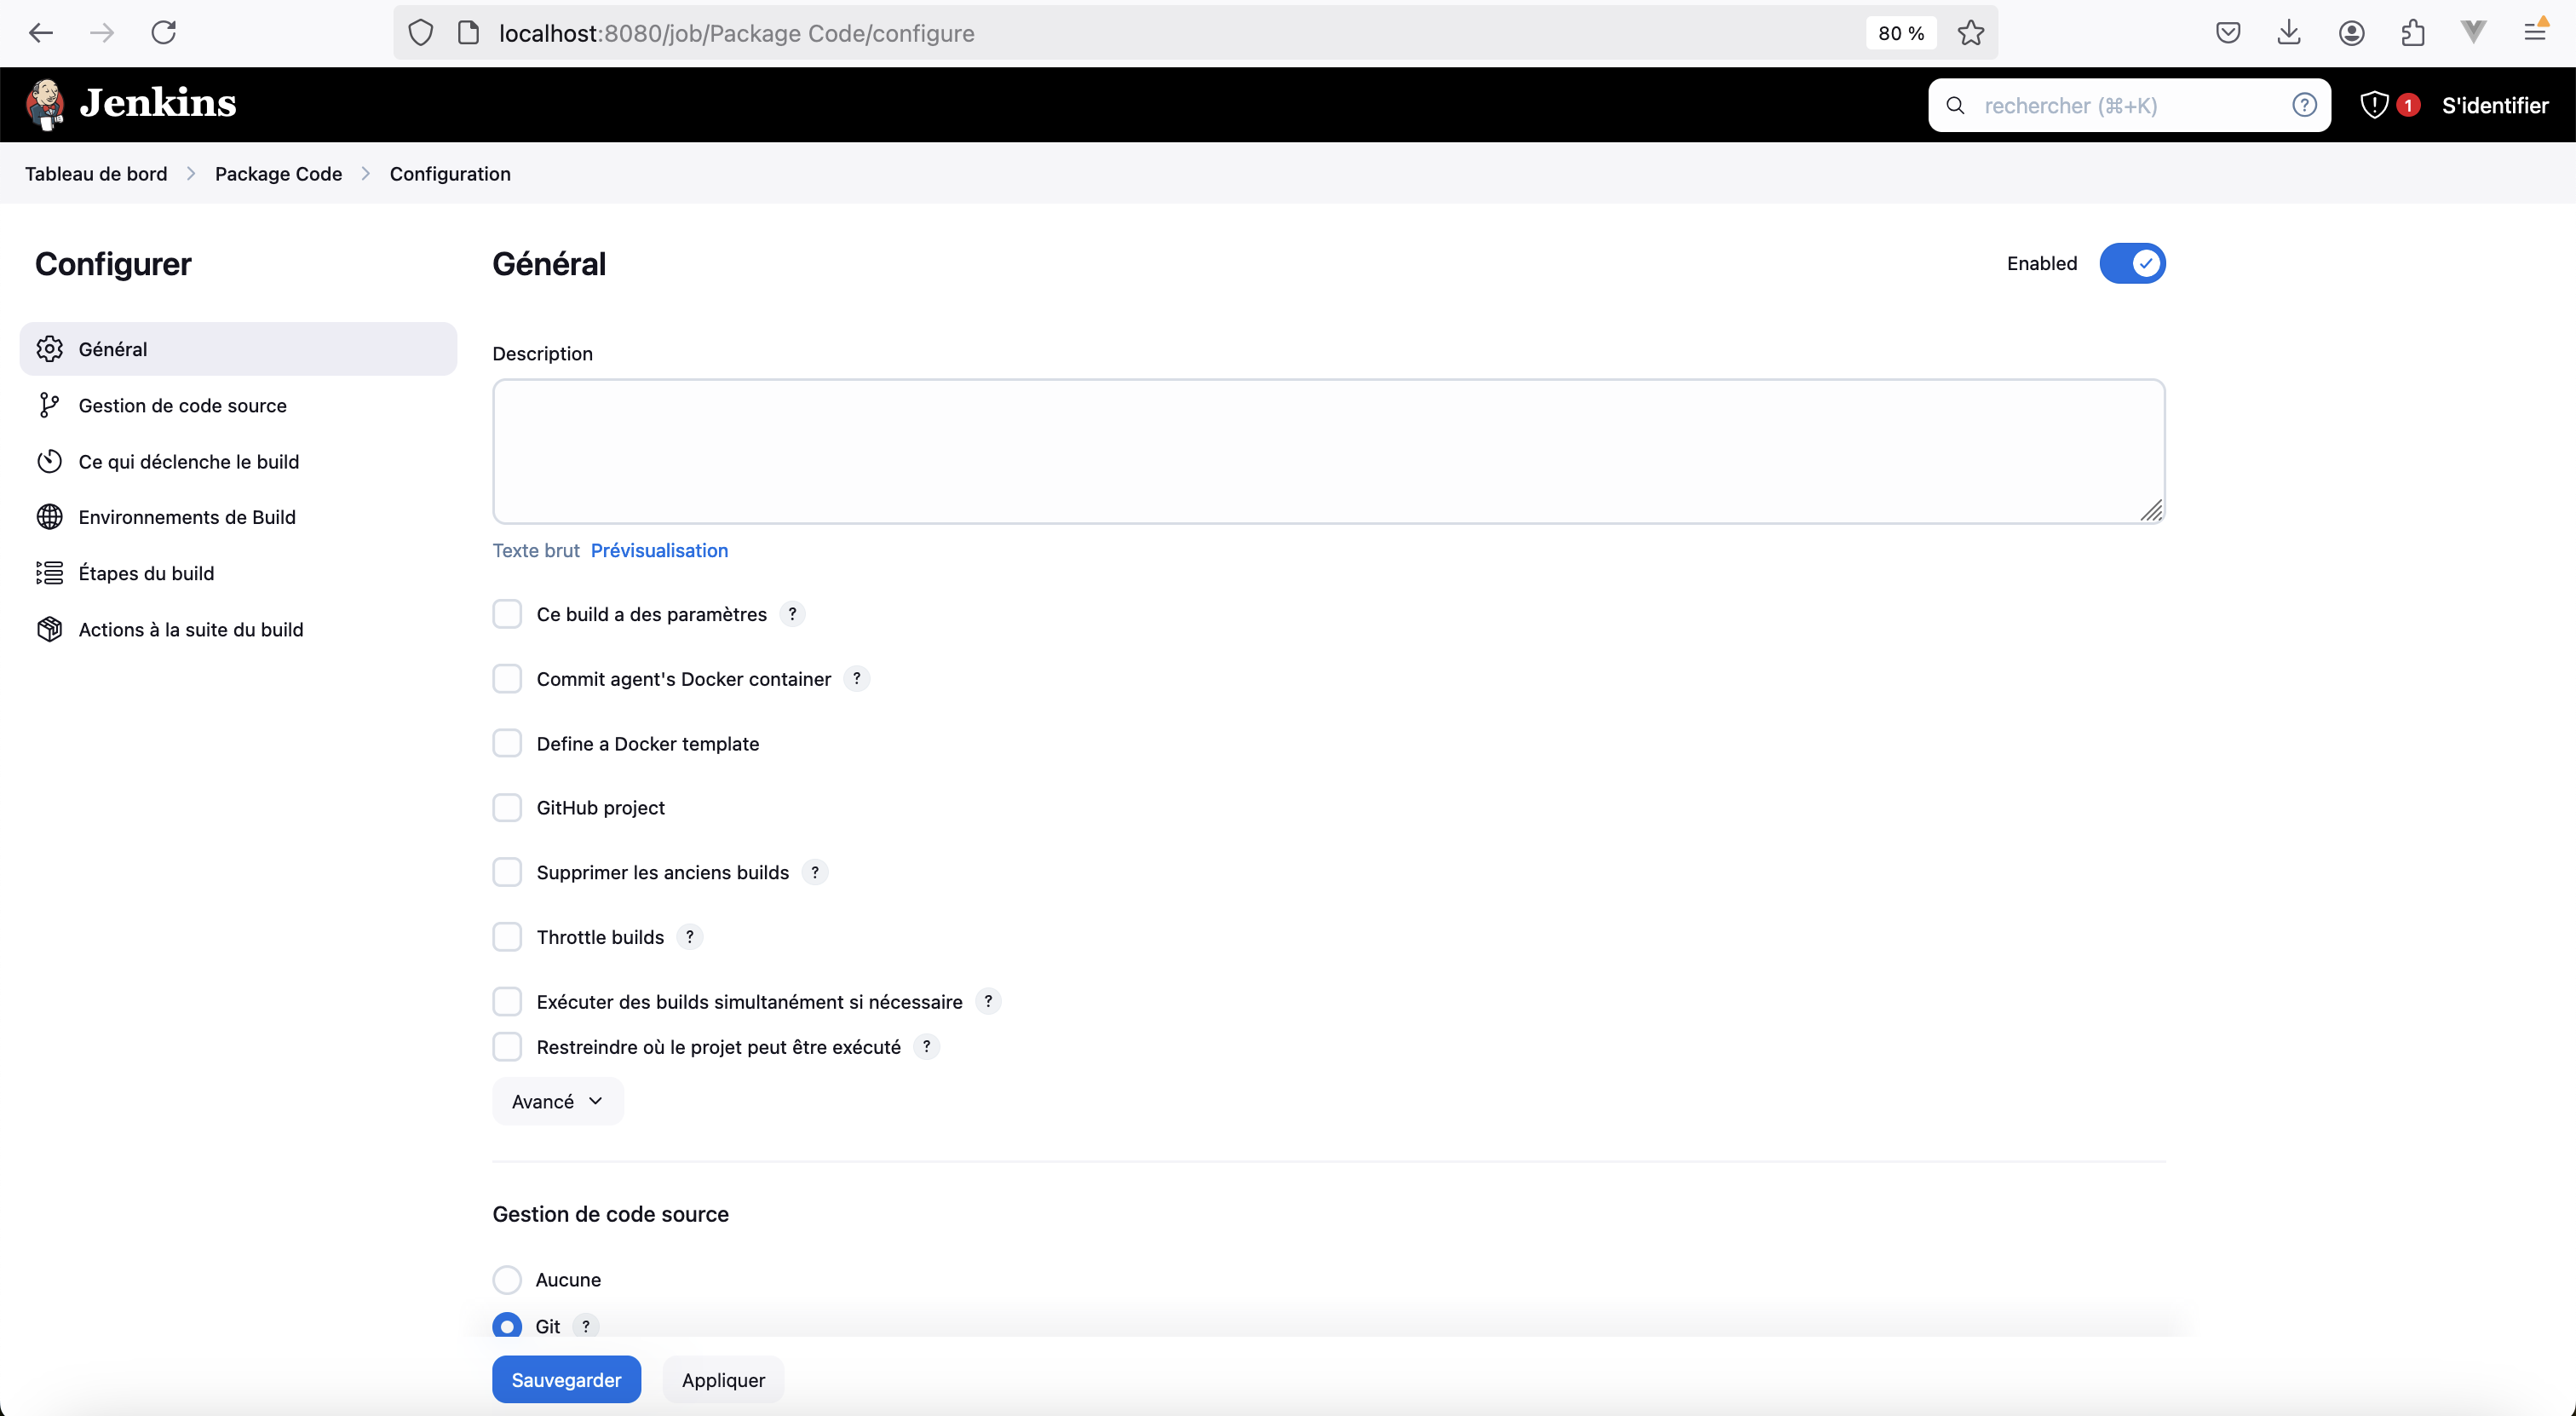 localhost:8080/job/Package Code/configure
80 %
Jenkins
rechercher (⌘+K)
?
1
S'identifier
Tableau de bord
Package Code
Configuration
Configurer
Général
Gestion de code source
Ce qui déclenche le build
Environnements de Build
Étapes du build
Actions à la suite du build
Général
Enabled
Description
Texte brut Prévisualisation
Ce build a des paramètres ?
Commit agent's Docker container ?
Define a Docker template
GitHub project
Supprimer les anciens builds ?
Throttle builds ?
Exécuter des builds simultanément si nécessaire ?
Restreindre où le projet peut être exécuté ?
Avancé
Gestion de code source
Aucune
Git ?
Sauvegarder
Appliquer